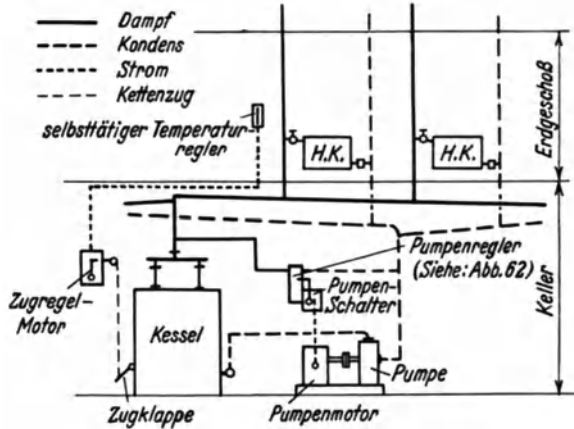 Dampf
Kondens
Strom
Kettenzug
selbsttätiger Temperatur-
regler
H.K.
H.K.
Erdgeschoß
Pumpenregler
(Siehe: Abb. 62)
Pumpen-
Schalter
Zugregel-
Motor
Kessel
Keller
Pumpe
Zugklappe
Pumpenmotor